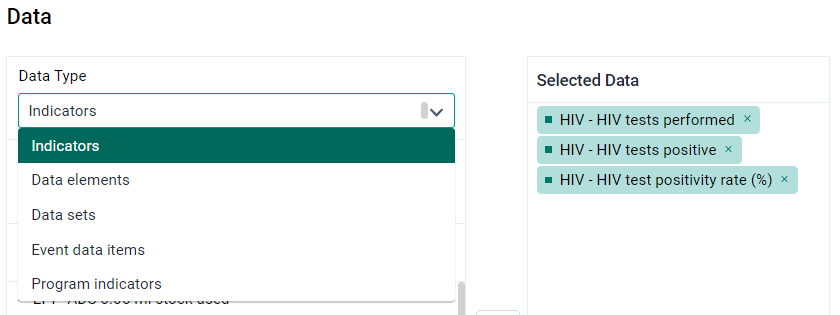 Data
Data Type
Indicators
Indicators
Data elements
Data sets
Event data items
Program indicators
Selected Data
HIV - HIV tests performed ×
HIV - HIV tests positive ×
HIV - HIV test positivity rate (%) ×